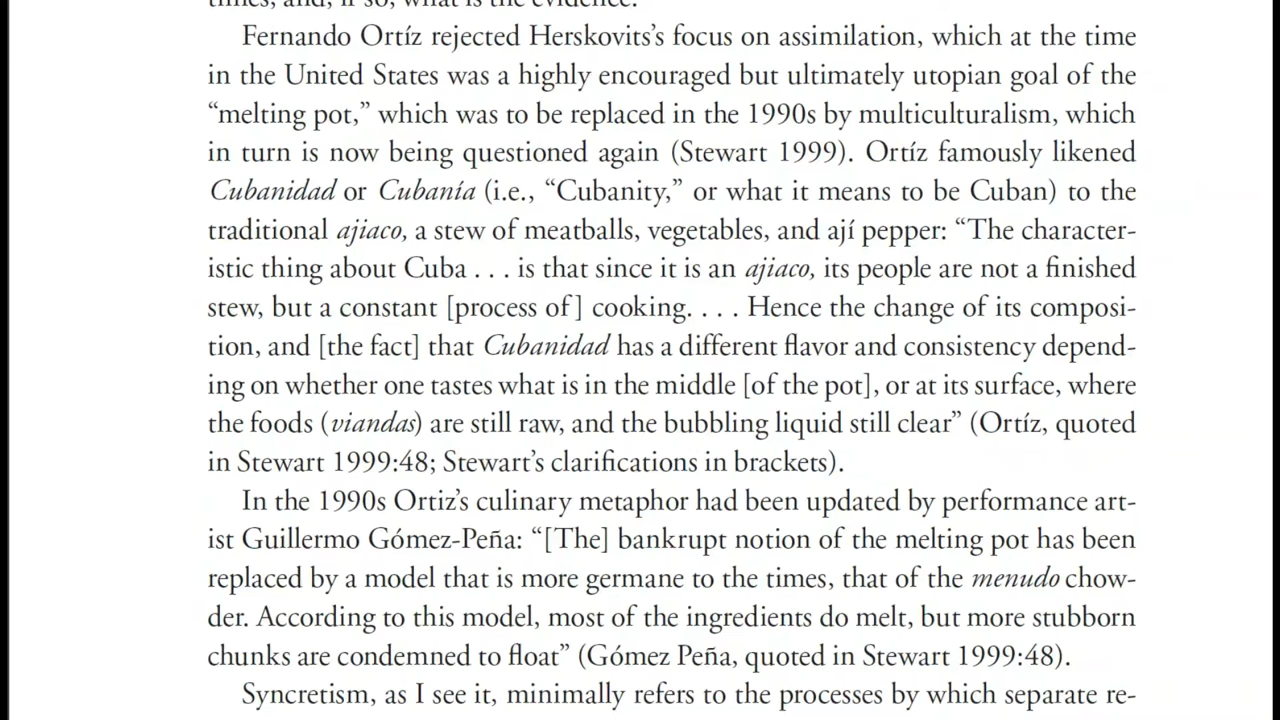 times, and, if so, what is the evidence.
Fernando Ortíz rejected Herskovits’s focus on assimilation, which at the time
in the United States was a highly encouraged but ultimately utopian goal of the
“melting pot,” which was to be replaced in the 1990s by multiculturalism, which
in turn is now being questioned again (Stewart 1999). Ortíz famously likened
Cubanidad or Cubanía (i.e., “Cubanity,” or what it means to be Cuban) to the
traditional ajiaco, a stew of meatballs, vegetables, and ají pepper: “The character-
istic thing about Cuba . . . is that since it is an ajiaco, its people are not a finished
stew, but a constant [process of] cooking. . . . Hence the change of its composi-
tion, and [the fact] that Cubanidad has a different flavor and consistency depend-
ing on whether one tastes what is in the middle [of the pot], or at its surface, where
the foods (viandas) are still raw, and the bubbling liquid still clear” (Ortíz, quoted
in Stewart 1999:48; Stewart’s clarifications in brackets).
In the 1990s Ortiz’s culinary metaphor had been updated by performance art-
ist Guillermo Gómez-Peña: “[The] bankrupt notion of the melting pot has been
replaced by a model that is more germane to the times, that of the menudo chow-
der. According to this model, most of the ingredients do melt, but more stubborn
chunks are condemned to float” (Gómez Peña, quoted in Stewart 1999:48).
Syncretism, as I see it, minimally refers to the processes by which separate re-